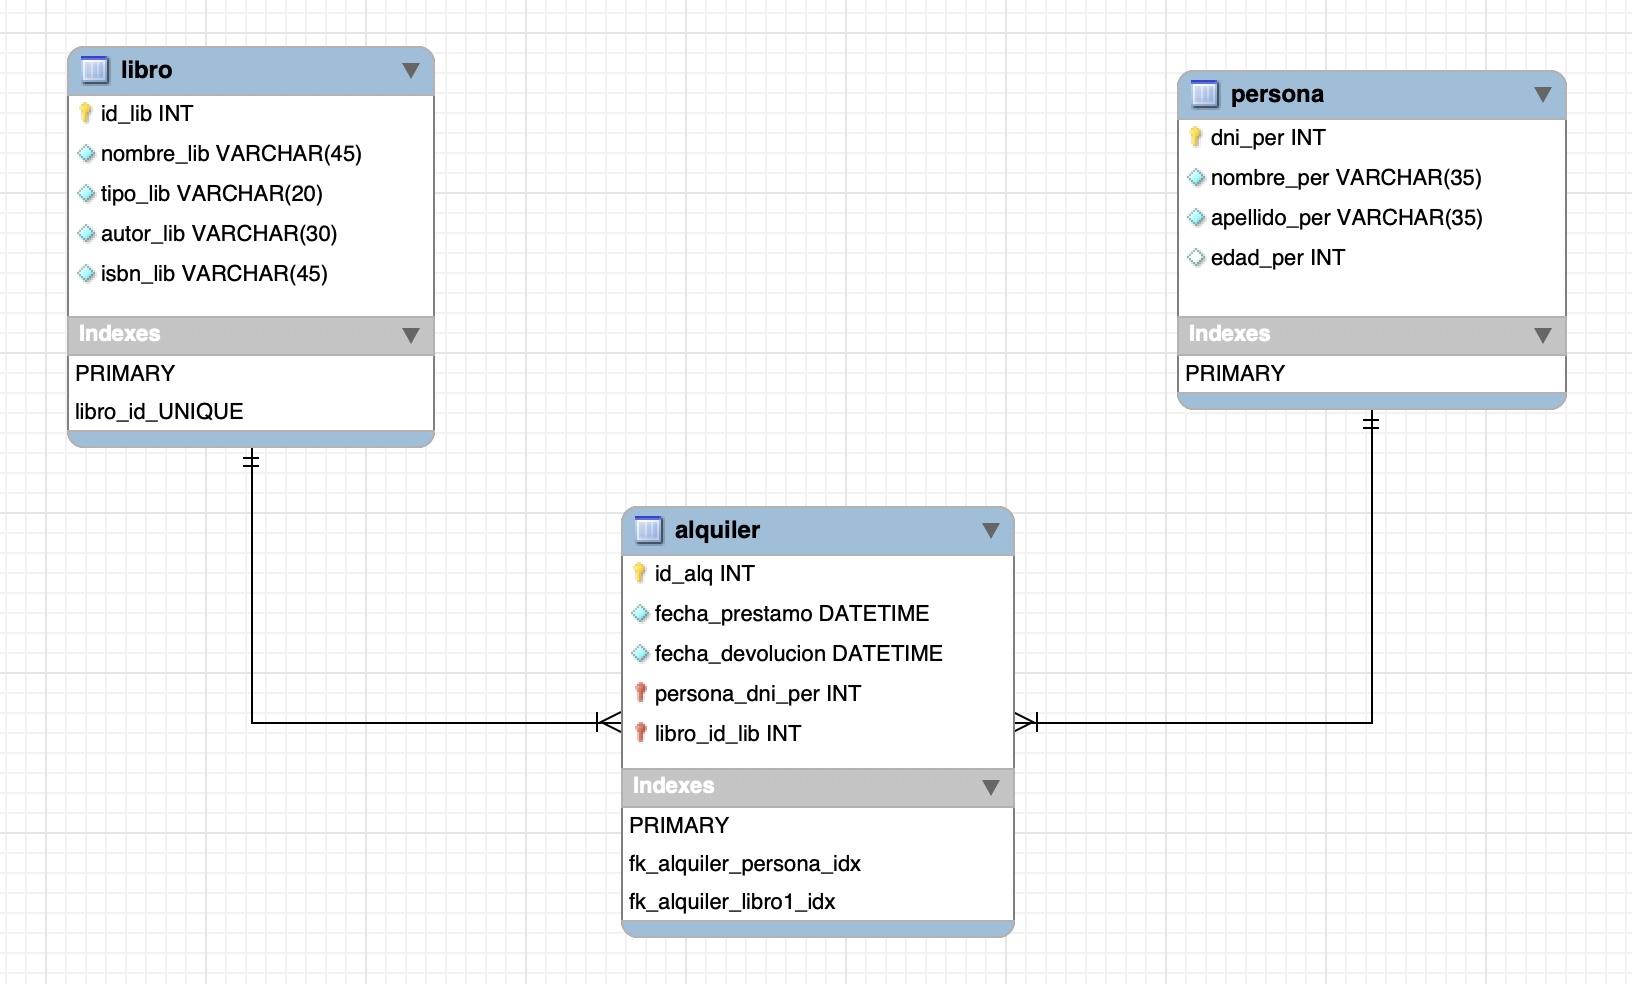 libro
id_lib INT
nombre_lib VARCHAR(45)
tipo_lib VARCHAR(20)
autor_lib VARCHAR(30)
isbn_lib VARCHAR(45)
Indexes
PRIMARY
libro_id_UNIQUE
persona
dni_per INT
nombre_per VARCHAR(35)
apellido_per VARCHAR(35)
edad_per INT
Indexes
PRIMARY
alquiler
id_alq INT
fecha_prestamo DATETIME
fecha_devolucion DATETIME
persona_dni_per INT
libro_id_lib INT
Indexes
PRIMARY
fk_alquiler_persona_idx
fk_alquiler_libro1_idx